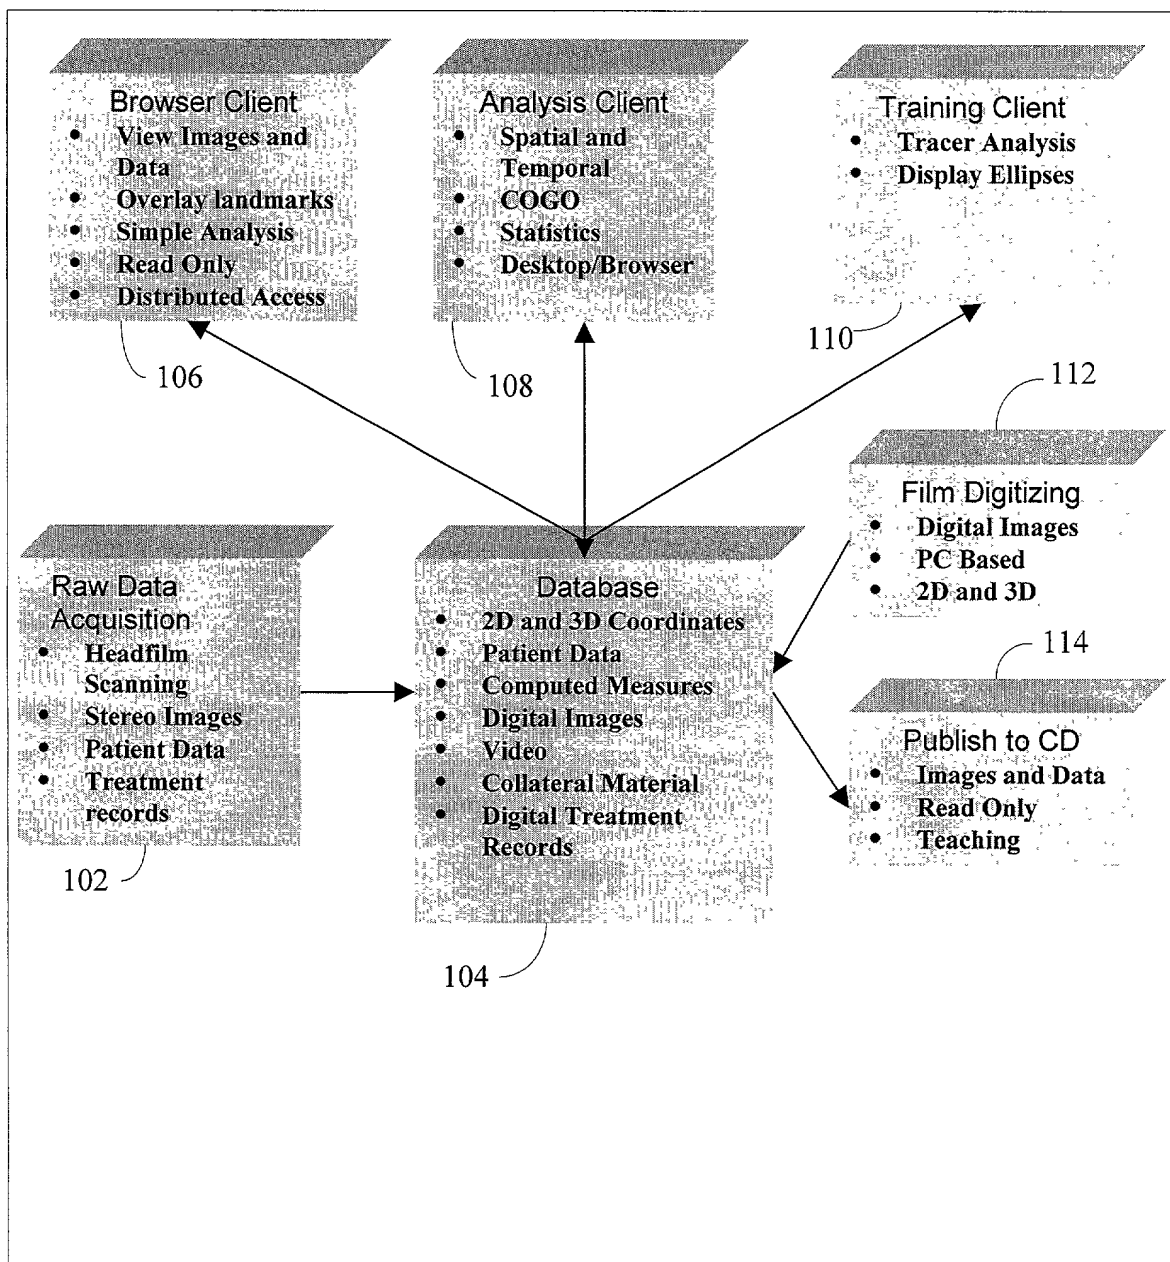 Browser Client
• View Images and
Data
• Overlay landmarks
• Simple Analysis
• Read Only
• Distributed Access
106
Analysis Client
• Spatial and
Temporal
• COGO
• Statistics
• Desktop/Browser
108
Training Client
• Tracer Analysis
• Display Ellipses
110
112
Film Digitizing
• Digital Images
• PC Based
• 2D and 3D
Raw Data
Acquisition
• Headfilm
Scanning
• Stereo Images
• Patient Data
• Treatment
records
102
Database
• 2D and 3D Coordinates
• Patient Data
• Computed Measures
• Digital Images
• Video
• Collateral Material
• Digital Treatment
Records
104
114
Publish to CD
• Images and Data
• Read Only
• Teaching